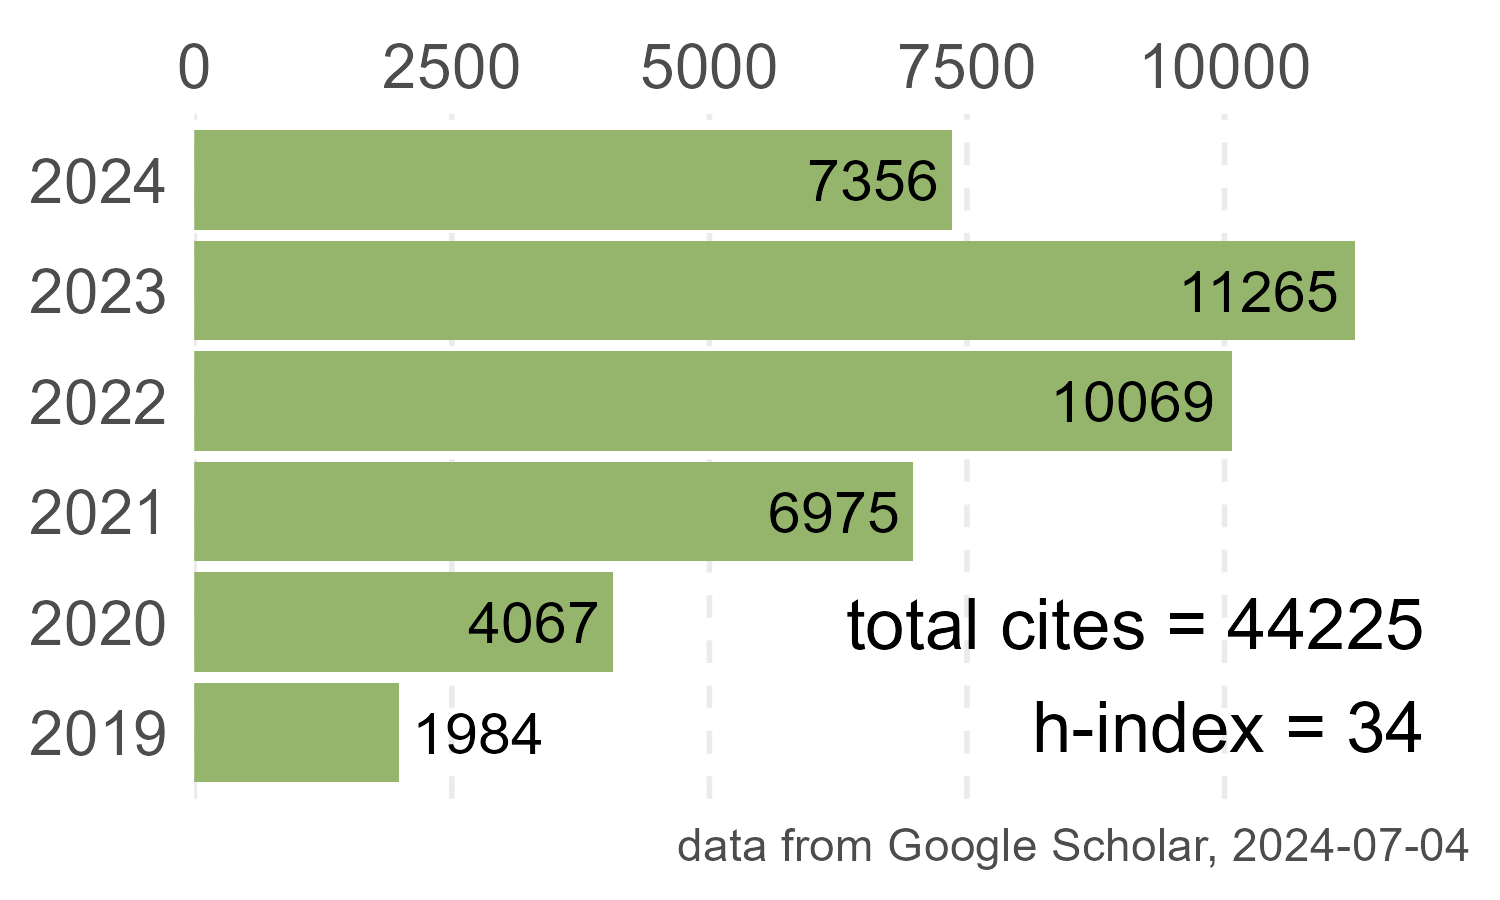 0 2500 5000 7500 10000
2024 7356
2023 11265
2022 10069
2021 6975
2020 4067
total cites = 44225
2019 1984
h-index = 34
data from Google Scholar, 2024-07-04